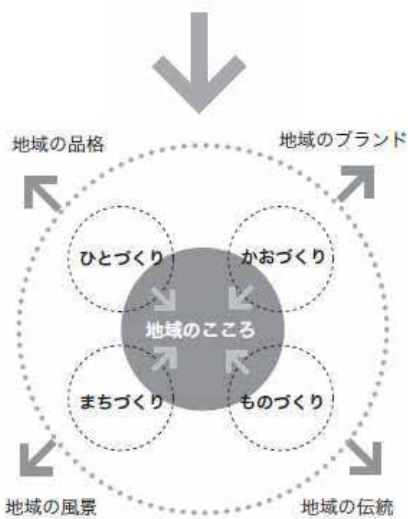 地域の品格
地域のブランド
ひとづくり
かおづくり
地域のこころ
まちづくり
ものづくり
地域の風景
地域の伝統